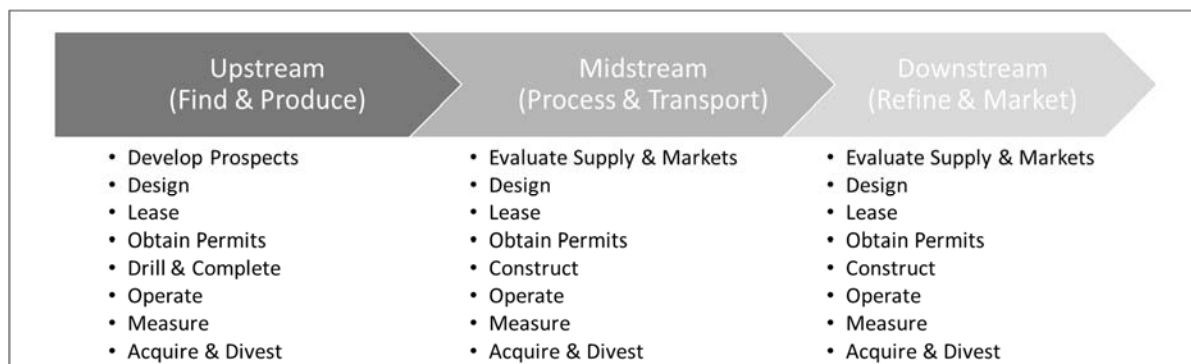 Upstream
(Find & Produce)
Midstream
(Process & Transport)
Downstream
(Refine & Market)
• Develop Prospects
• Design
• Lease
• Obtain Permits
• Drill & Complete
• Operate
• Measure
• Acquire & Divest
• Evaluate Supply & Markets
• Design
• Lease
• Obtain Permits
• Construct
• Operate
• Measure
• Acquire & Divest
• Evaluate Supply & Markets
• Design
• Lease
• Obtain Permits
• Construct
• Operate
• Measure
• Acquire & Divest